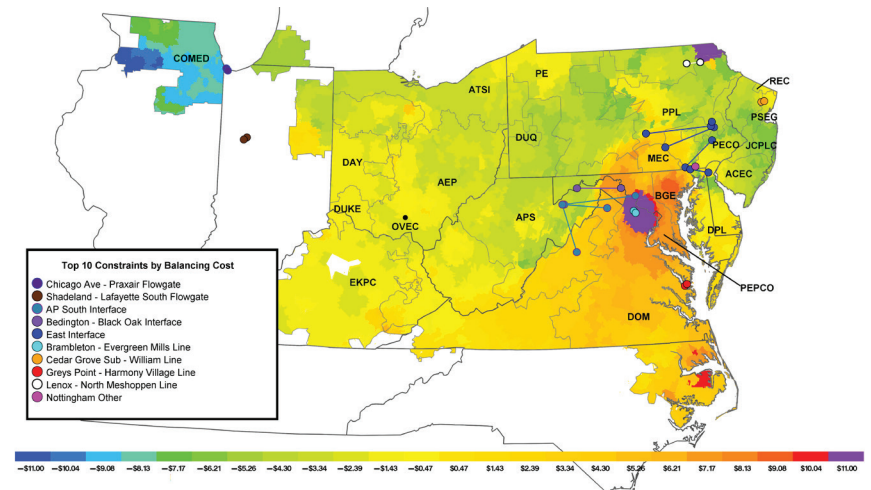 COMED
ATSI
PE
REC
PPL
PSEG
DUQ
PECO
JCPLC
DAY
MEC
AEP
ACEC
BGE
DUKE
APS
OVEC
DPL
EKPC
PEPCO
DOM
Top 10 Constraints by Balancing Cost
Chicago Ave - Praxair Flowgate
Shadeland - Lafayette South Flowgate
AP South Interface
Bedington - Black Oak Interface
East Interface
Brambleton - Evergreen Mills Line
Cedar Grove Sub - William Line
Greys Point - Harmony Village Line
Lenox - North Meshoppen Line
Nottingham Other
–$11.00 –$10.04 –$9.08 –$8.13 –$7.17 –$6.21 –$5.26 –$4.30 –$3.34 –$2.39 –$1.43 –$0.47 $0.47 $1.43 $2.39 $3.34 $4.30 $5.26 $6.21 $7.17 $8.13 $9.08 $10.04 $11.00